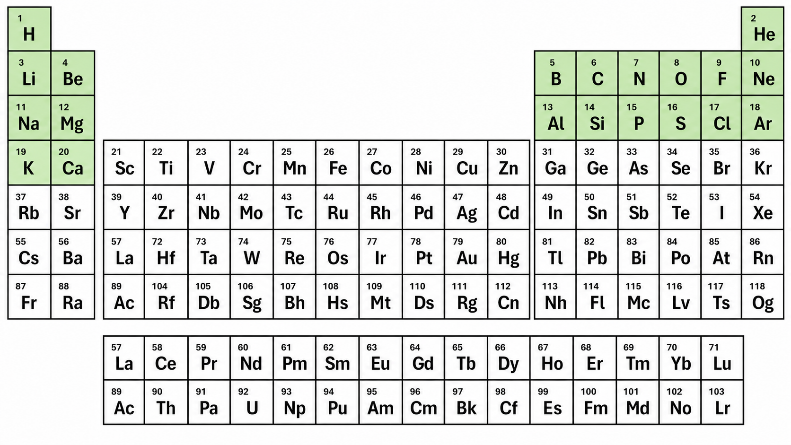 1 2
H He
3 4 5 6 7 8 9 10
Li Be B C N O F Ne
11 12 13 14 15 16 17 18
Na Mg Al Si P S Cl Ar
19 20 21 22 23 24 25 26 27 28 29 30 31 32 33 34 35 36
K Ca Sc Ti V Cr Mn Fe Co Ni Cu Zn Ga Ge As Se Br Kr
37 38 39 40 41 42 43 44 45 46 47 48 49 50 51 52 53 54
Rb Sr Y Zr Nb Mo Tc Ru Rh Pd Ag Cd In Sn Sb Te I Xe
55 56 57 72 73 74 75 76 77 78 79 80 81 82 83 84 85 86
Cs Ba La Hf Ta W Re Os Ir Pt Au Hg Tl Pb Bi Po At Rn
87 88 89 104 105 106 107 108 109 110 111 112 113 114 115 116 117 118
Fr Ra Ac Rf Db Sg Bh Hs Mt Ds Rg Cn Nh Fl Mc Lv Ts Og
57 58 59 60 61 62 63 64 65 66 67 68 69 70 71
La Ce Pr Nd Pm Sm Eu Gd Tb Dy Ho Er Tm Yb Lu
89 90 91 92 93 94 95 96 97 98 99 100 101 102 103
Ac Th Pa U Np Pu Am Cm Bk Cf Es Fm Md No Lr